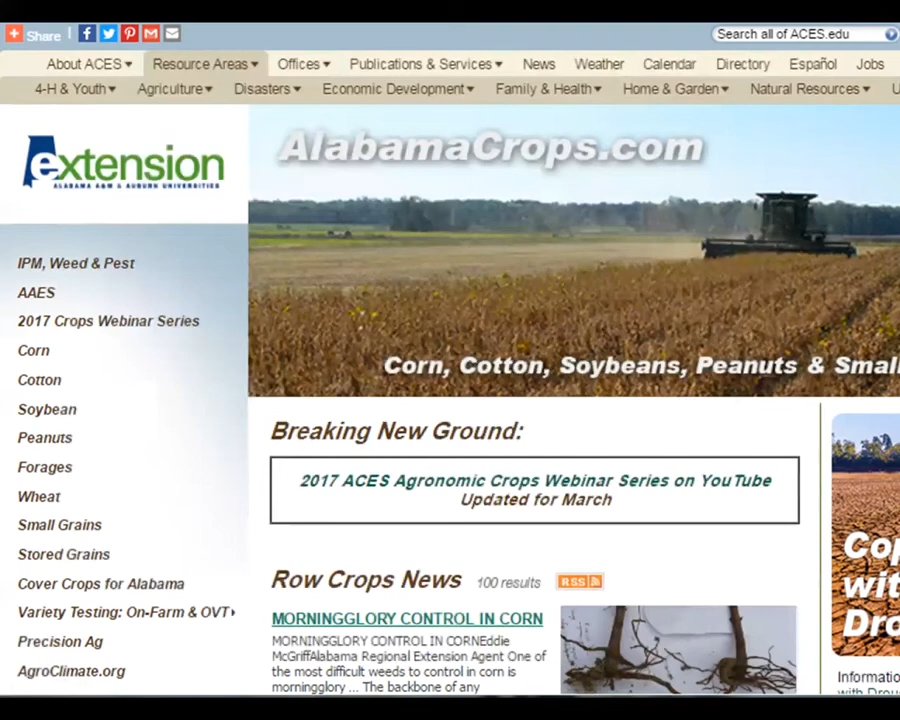 Share
Search all of ACES.edu
About ACES Resource Areas Offices Publications & Services News Weather Calendar Directory Español Jobs
4-H & Youth Agriculture Disasters Economic Development Family & Health Home & Garden Natural Resources
extension
ALABAMA A&M & AUBURN UNIVERSITIES
AlabamaCrops.com
Corn, Cotton, Soybeans, Peanuts & Small
IPM, Weed & Pest
AAES
2017 Crops Webinar Series
Corn
Cotton
Soybean
Peanuts
Forages
Wheat
Small Grains
Stored Grains
Cover Crops for Alabama
Variety Testing: On-Farm & OVT
Precision Ag
AgroClimate.org
Breaking New Ground:
2017 ACES Agronomic Crops Webinar Series on YouTube
Updated for March
Row Crops News 100 results RSS
MORNINGGLORY CONTROL IN CORN
MORNINGGLORY CONTROL IN CORNEddie
McGriffAlabama Regional Extension Agent One of
the most difficult weeds to control in corn is
morningglory ... The backbone of any
with
Informatio